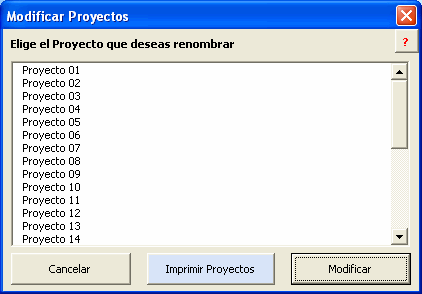 Modificar Proyectos
Elige el Proyecto que deseas renombrar
?
Proyecto 01
Proyecto 02
Proyecto 03
Proyecto 04
Proyecto 05
Proyecto 06
Proyecto 07
Proyecto 08
Proyecto 09
Proyecto 10
Proyecto 11
Proyecto 12
Proyecto 13
Proyecto 14
Cancelar
Imprimir Proyectos
Modificar